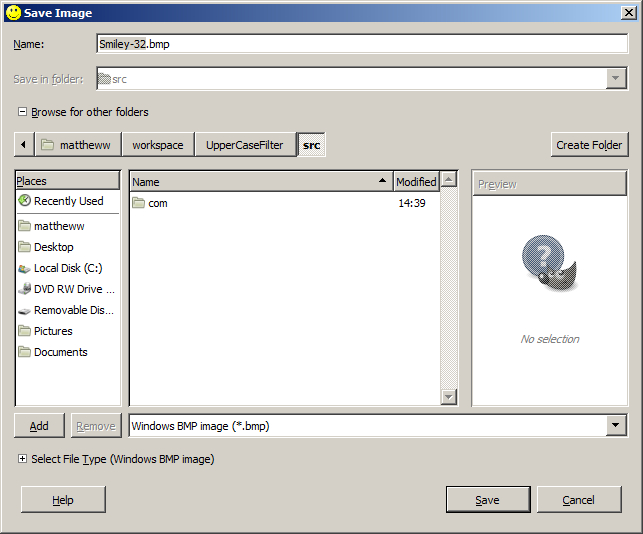 Save Image
Name: Smiley-32.bmp
Save in folder: src
Browse for other folders
mattheww workspace UpperCaseFilter src Create Folder
Places Name Modified Preview
Recently Used com 14:39
mattheww
Desktop
Local Disk (C:)
DVD RW Drive ...
Removable Dis...
No selection
Pictures
Documents
Add Remove Windows BMP image (*.bmp)
Select File Type (Windows BMP image)
Help Save Cancel